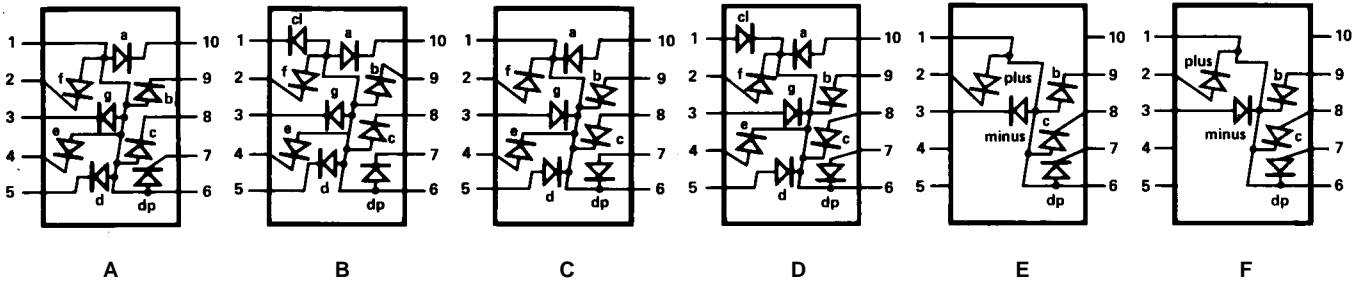 cl cl
1 a 10 1 a 10 1 a 10 1 a 10 1 10 1 10
2 f 9 2 f b 9 2 f b 9 2 f b 9 2 plus b 9 2 plus b 9
3 g b 8 3 g 8 3 g 8 3 g 8 3 minus 8 3 minus 8
4 e c 7 4 e c 7 4 e c 7 4 e c 7 4 c 7 4 c 7
5 d 6 5 d 6 5 d 6 5 d 6 5 6 5 6
dp dp dp dp dp dp
A B C D E F